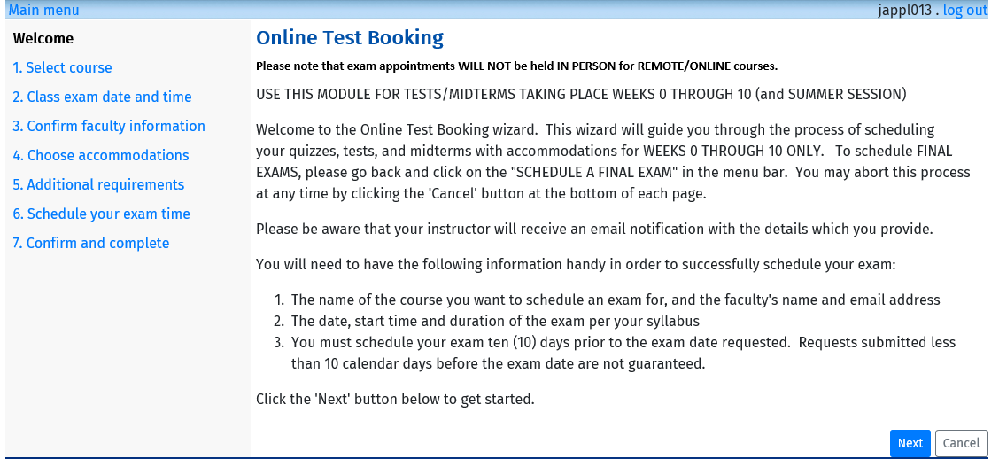 Main menu
jappl013 . log out
Welcome
1. Select course
2. Class exam date and time
3. Confirm faculty information
4. Choose accommodations
5. Additional requirements
6. Schedule your exam time
7. Confirm and complete
Online Test Booking
Please note that exam appointments WILL NOT be held IN PERSON for REMOTE/ONLINE courses.
USE THIS MODULE FOR TESTS/MIDTERMS TAKING PLACE WEEKS 0 THROUGH 10 (and SUMMER SESSION)
Welcome to the Online Test Booking wizard.  This wizard will guide you through the process of scheduling
your quizzes, tests, and midterms with accommodations for WEEKS 0 THROUGH 10 ONLY.   To schedule FINAL
EXAMS, please go back and click on the "SCHEDULE A FINAL EXAM" in the menu bar.  You may abort this process
at any time by clicking the 'Cancel' button at the bottom of each page.
Please be aware that your instructor will receive an email notification with the details which you provide.
You will need to have the following information handy in order to successfully schedule your exam:
1. The name of the course you want to schedule an exam for, and the faculty's name and email address
2. The date, start time and duration of the exam per your syllabus
3. You must schedule your exam ten (10) days prior to the exam date requested.  Requests submitted less
than 10 calendar days before the exam date are not guaranteed.
Click the 'Next' button below to get started.
Next
Cancel